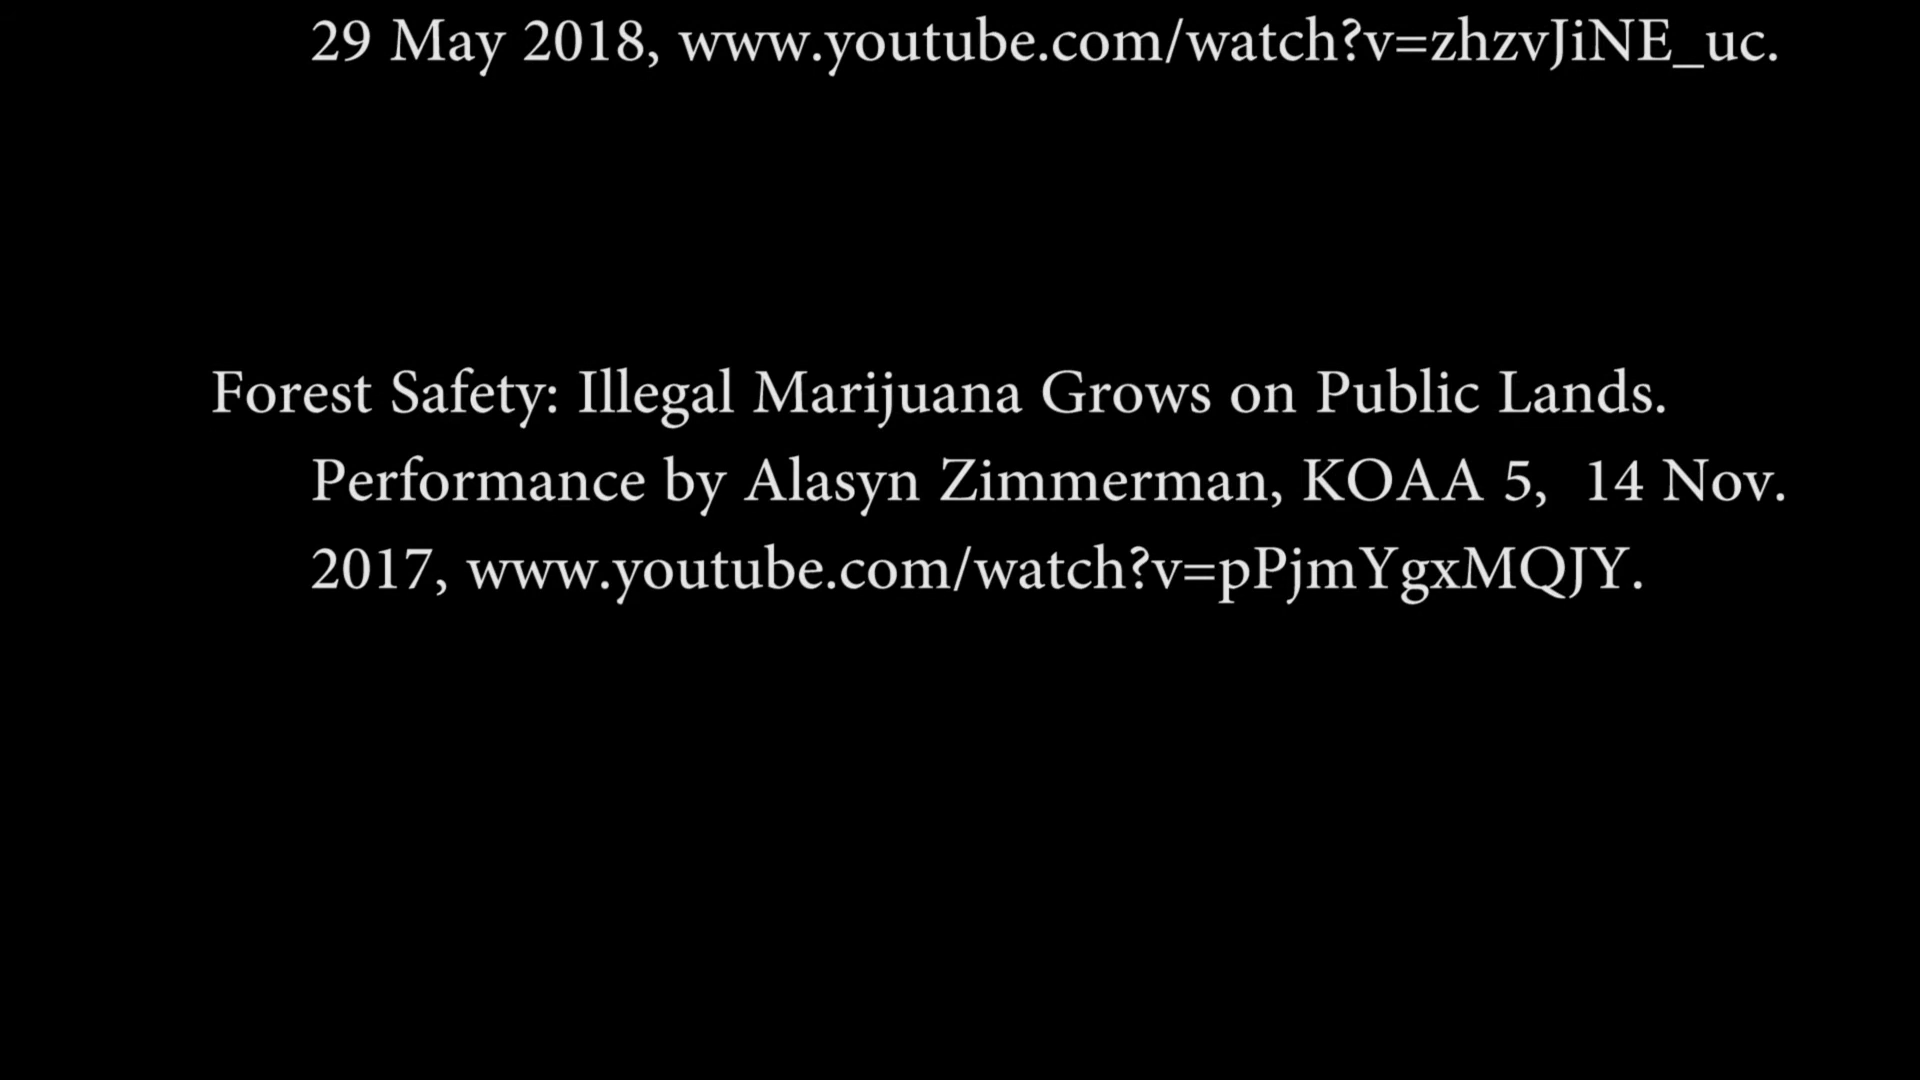 29 May 2018, www.youtube.com/watch?v=zhzvJiNE_uc.
Forest Safety: Illegal Marijuana Grows on Public Lands.
Performance by Alasyn Zimmerman, KOAA 5,  14 Nov.
2017, www.youtube.com/watch?v=pPjmYgxMQJY.